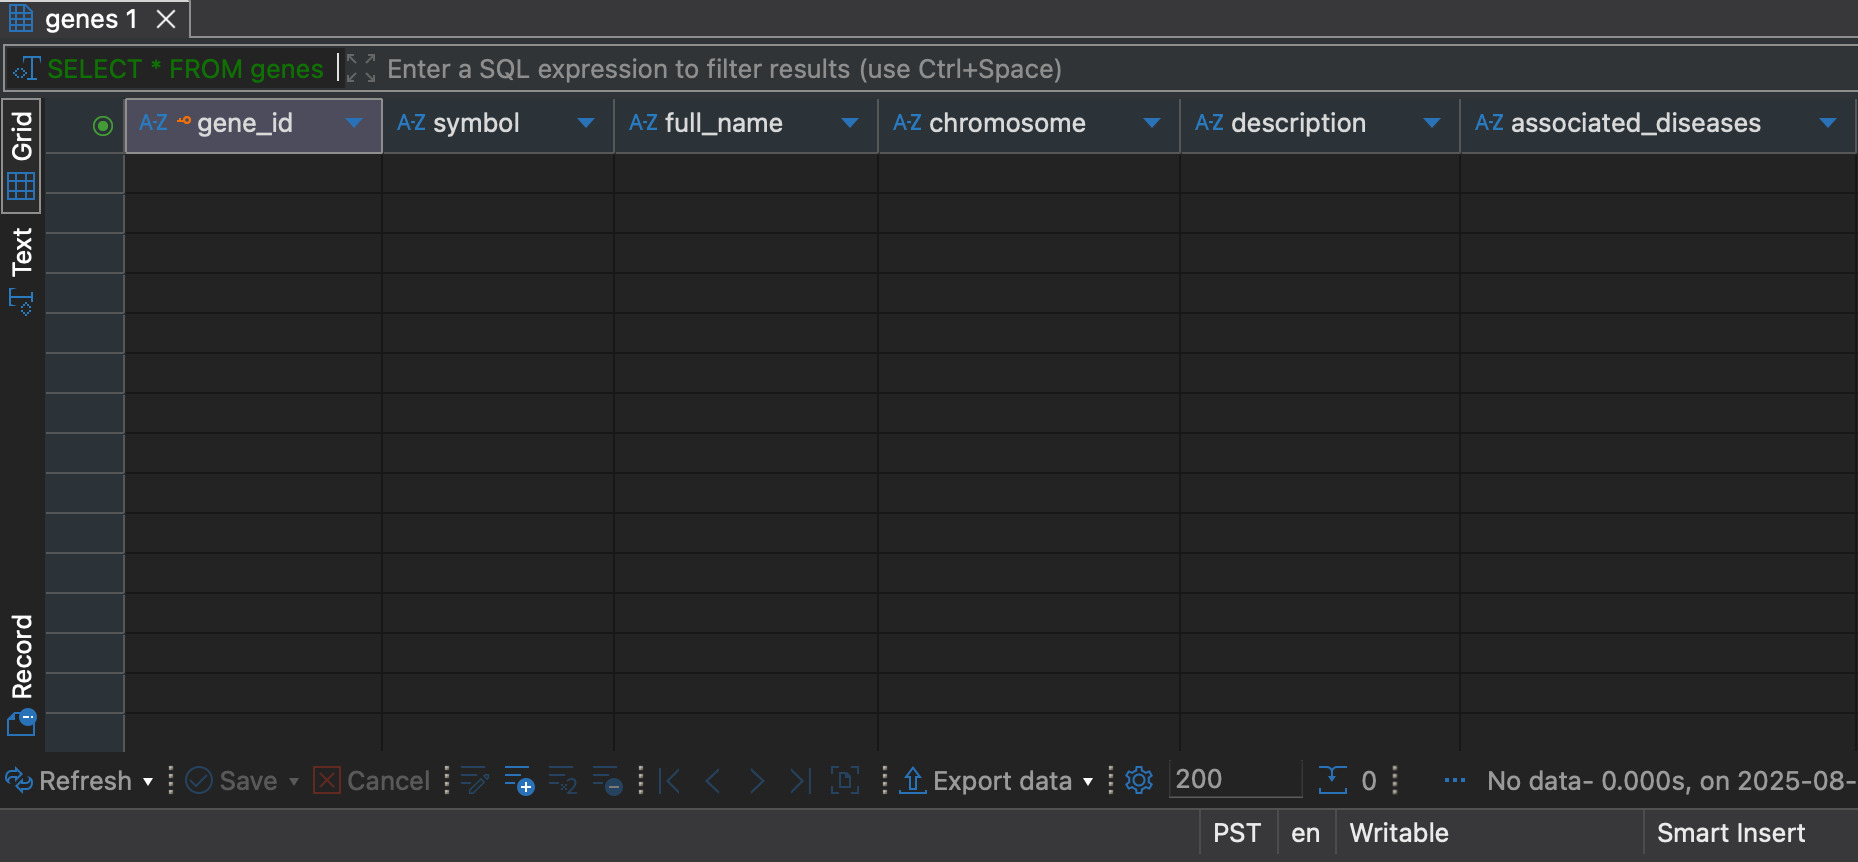 genes 1
SELECT * FROM genes Enter a SQL expression to filter results (use Ctrl+Space)
Grid
A-Z gene_id A-Z symbol A-Z full_name A-Z chromosome A-Z description A-Z associated_diseases
Text
Record
Refresh Save Cancel Export data 200 0 ... No data- 0.000s, on 2025-08-
PST en Writable Smart Insert